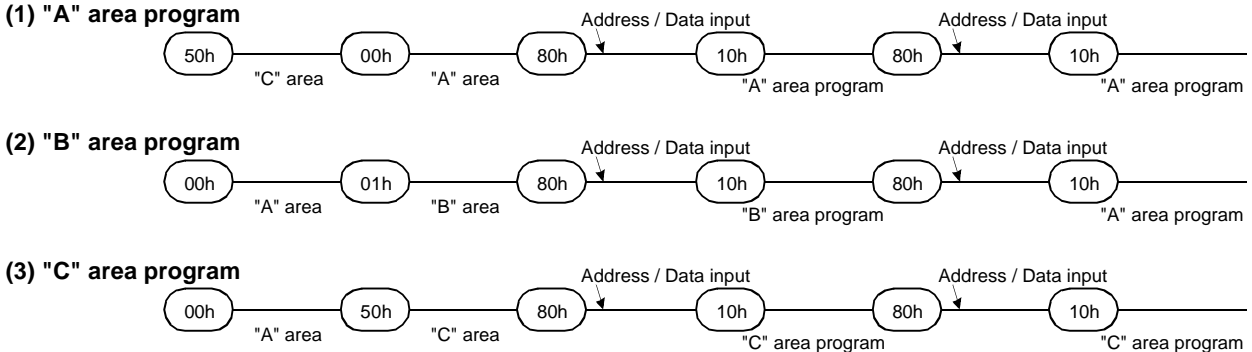 (1) "A" area program
Address / Data input Address / Data input
50h 00h 80h 10h 80h 10h
"C" area "A" area "A" area program "A" area program
(2) "B" area program
Address / Data input Address / Data input
00h 01h 80h 10h 80h 10h
"A" area "B" area "B" area program "A" area program
(3) "C" area program
Address / Data input Address / Data input
00h 50h 80h 10h 80h 10h
"A" area "C" area "C" area program "C" area program